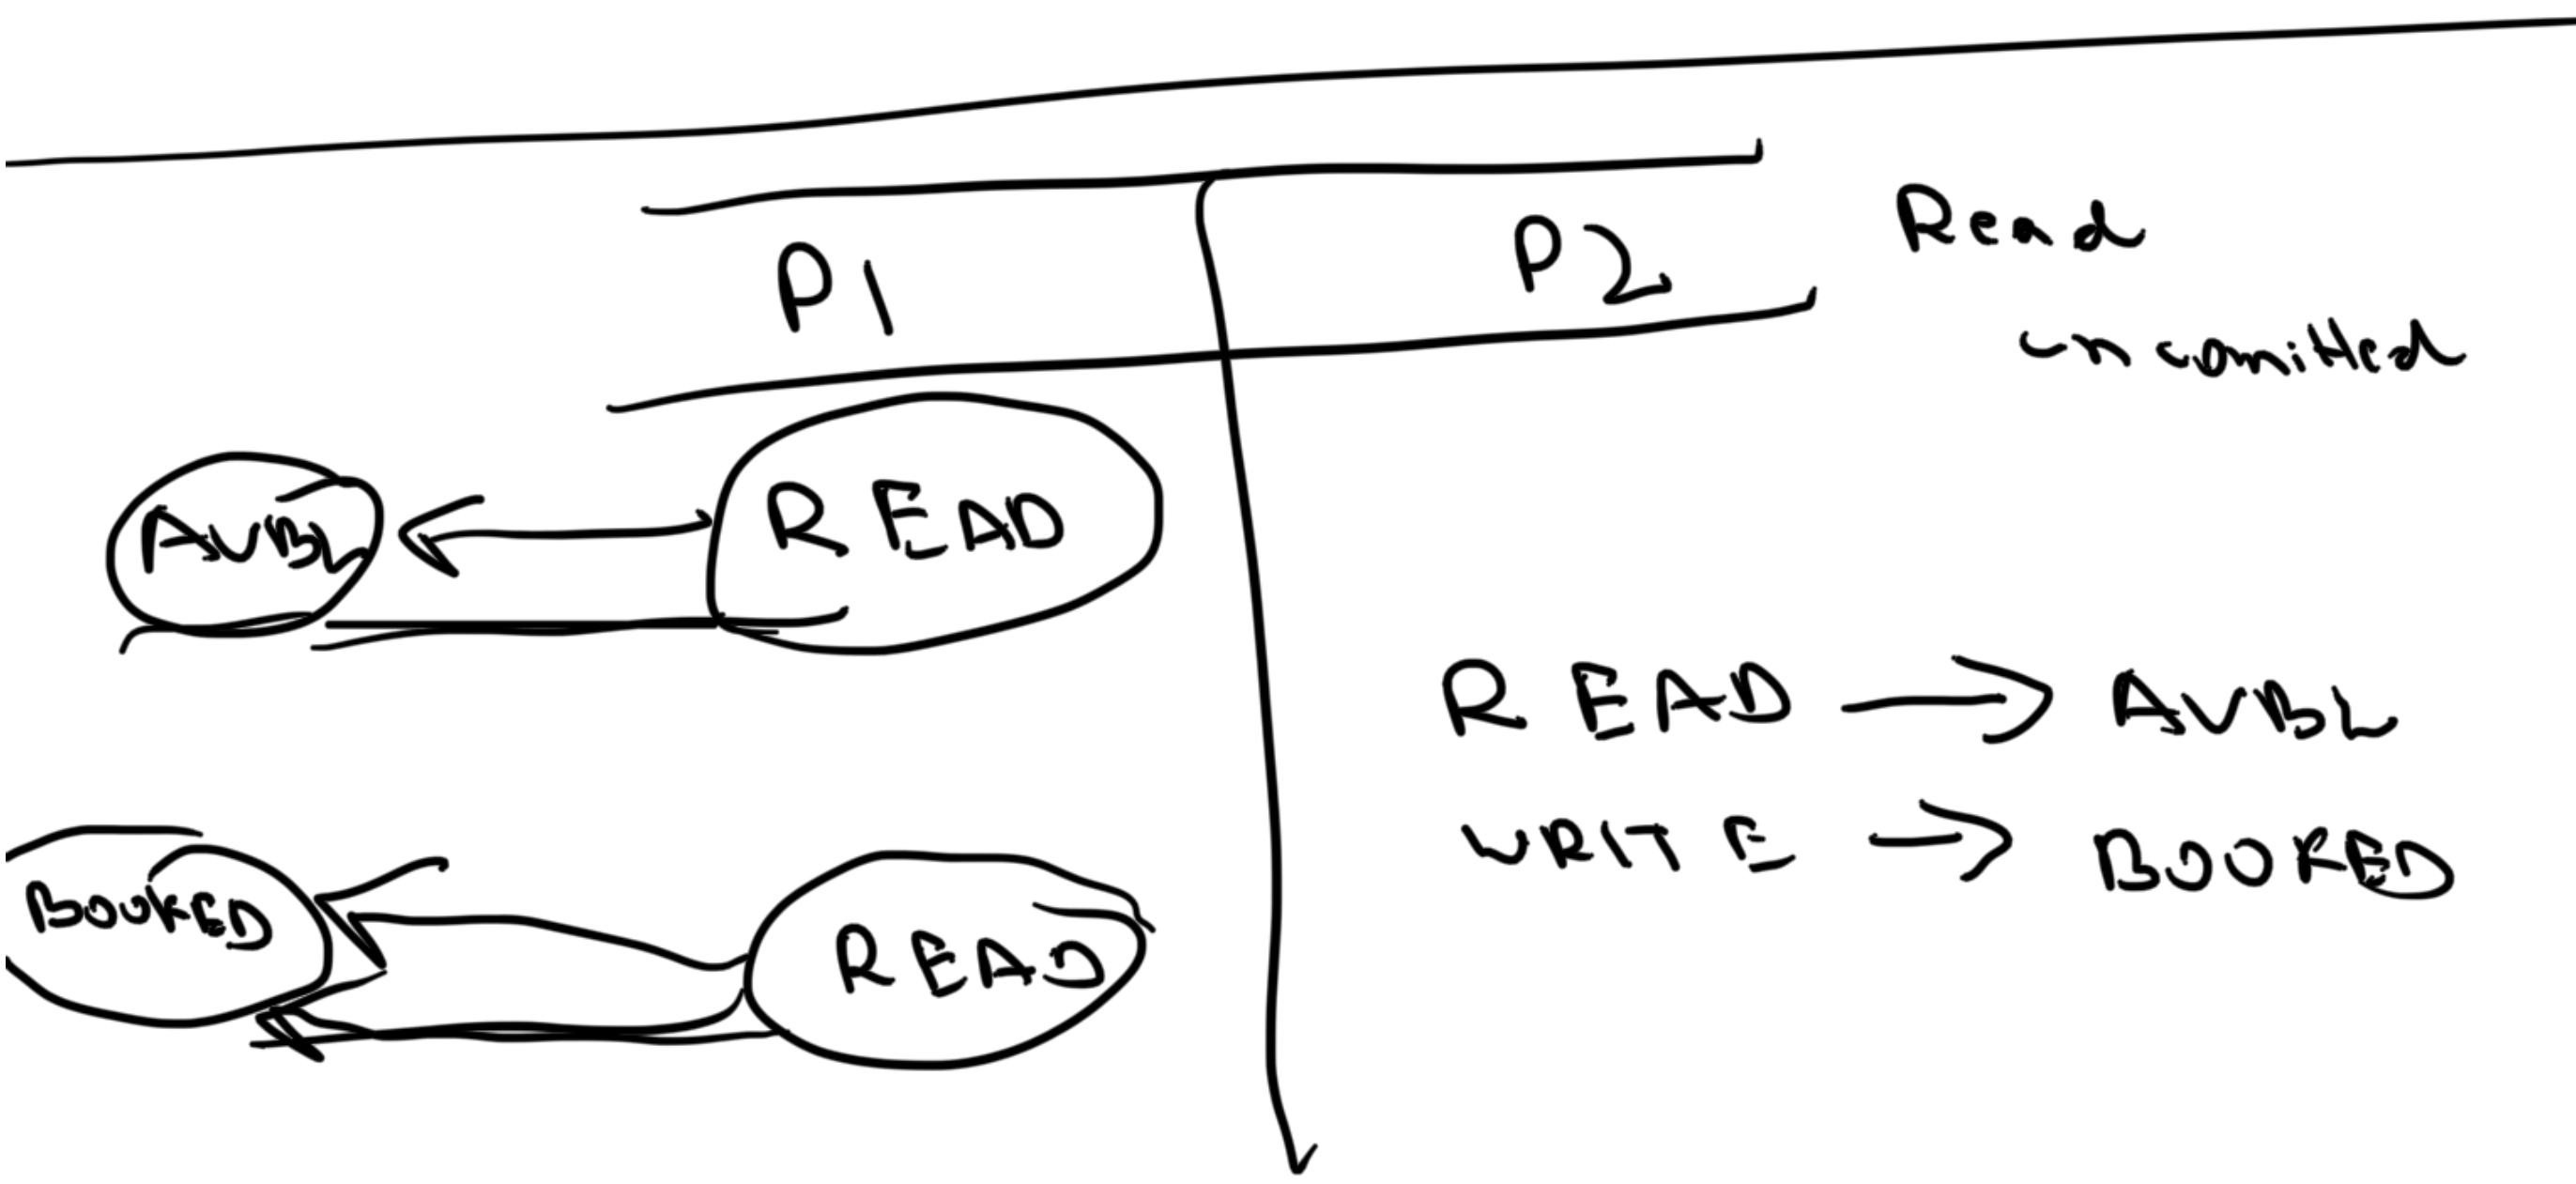 P1 P2 Read
uncomitted
AVBL READ
READ → AVBL
WRITE → BOOKED
BOOKED READ